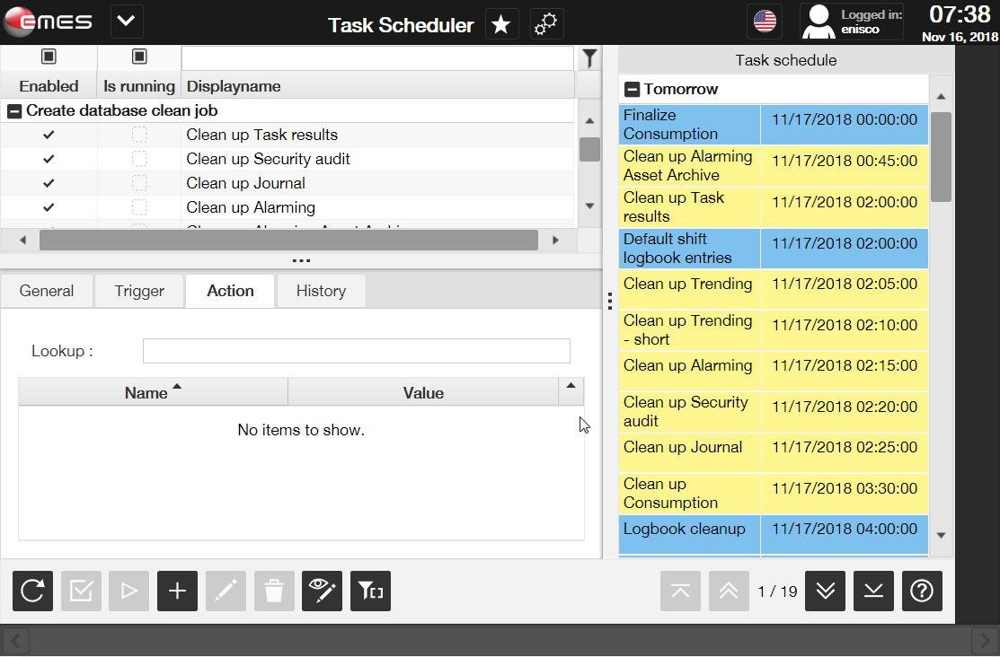 EMES
Task Scheduler
Logged in:
enisco
07:38
Nov 16, 2018
Enabled
Is running
Displayname
Create database clean job
Clean up Task results
Clean up Security audit
Clean up Journal
Clean up Alarming
General
Trigger
Action
History
Lookup :
Name
Value
No items to show.
Task schedule
Tomorrow
Finalize
Consumption
11/17/2018 00:00:00
Clean up Alarming
Asset Archive
11/17/2018 00:45:00
Clean up Task
results
11/17/2018 02:00:00
Default shift
logbook entries
11/17/2018 02:00:00
Clean up Trending
11/17/2018 02:05:00
Clean up Trending
- short
11/17/2018 02:10:00
Clean up Alarming
11/17/2018 02:15:00
Clean up Security
audit
11/17/2018 02:20:00
Clean up Journal
11/17/2018 02:25:00
Clean up
Consumption
11/17/2018 03:30:00
Logbook cleanup
11/17/2018 04:00:00
1 / 19